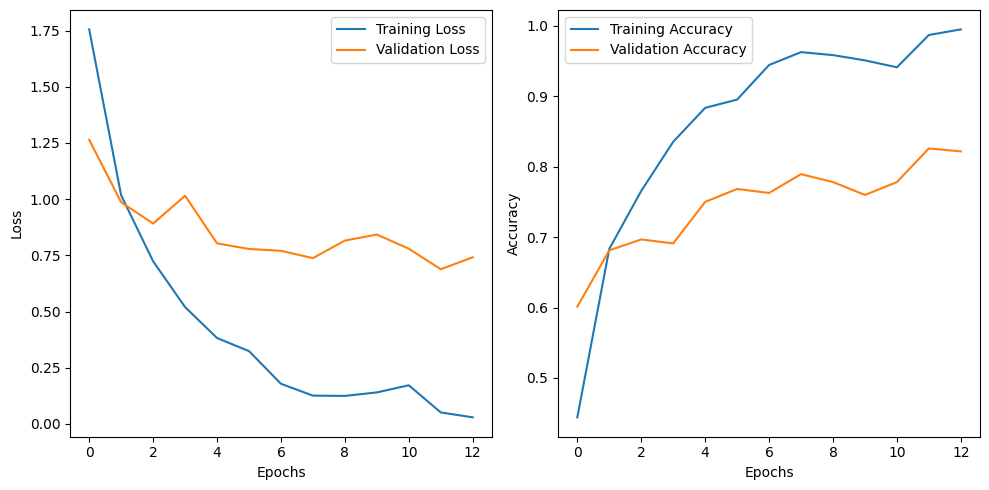 Training Loss
Validation Loss
1.75
1.50
1.25
1.00
0.75
0.50
0.25
0.00
Loss
0 2 4 6 8 10 12
Epochs
Training Accuracy
Validation Accuracy
1.0
0.9
0.8
0.7
0.6
0.5
Accuracy
0 2 4 6 8 10 12
Epochs